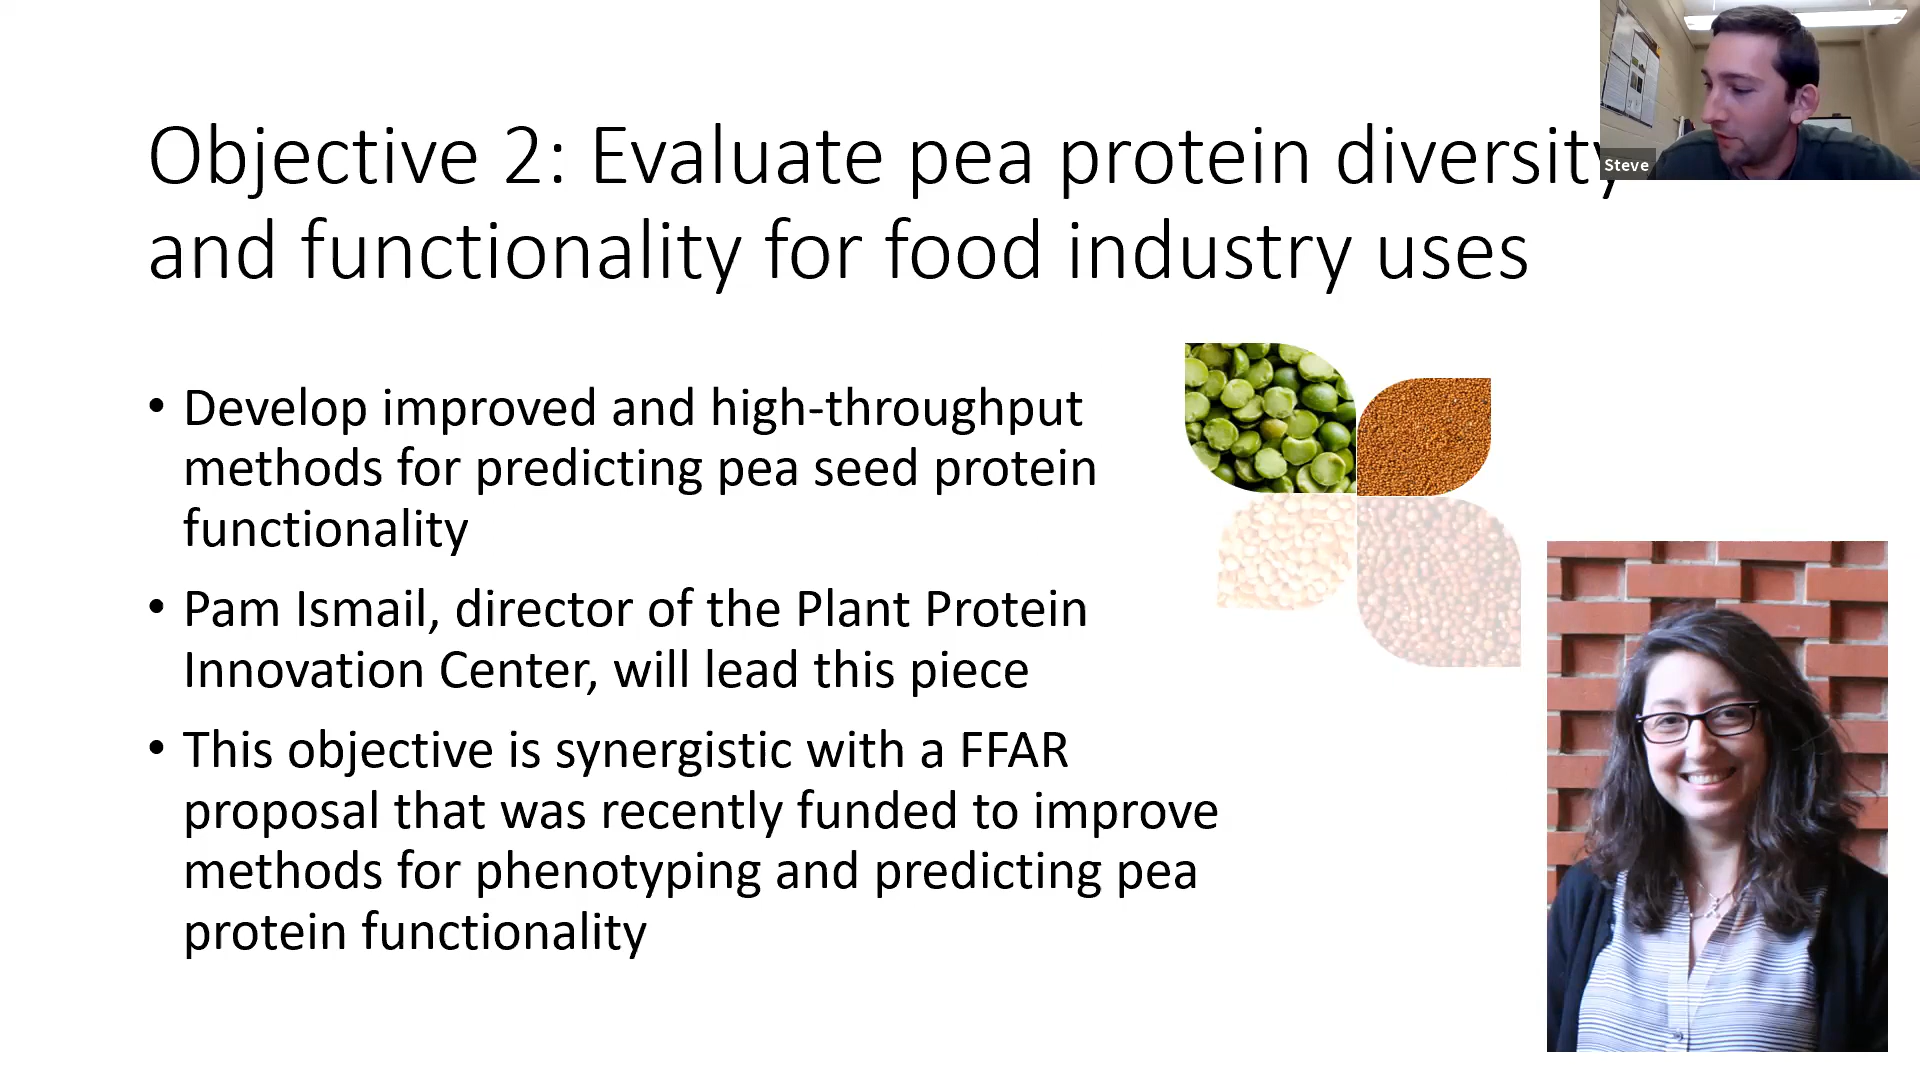 Objective 2: Evaluate pea protein diversity
and functionality for food industry uses
• Develop improved and high-throughput
methods for predicting pea seed protein
functionality
• Pam Ismail, director of the Plant Protein
Innovation Center, will lead this piece
• This objective is synergistic with a FFAR
proposal that was recently funded to improve
methods for phenotyping and predicting pea
protein functionality
Steve